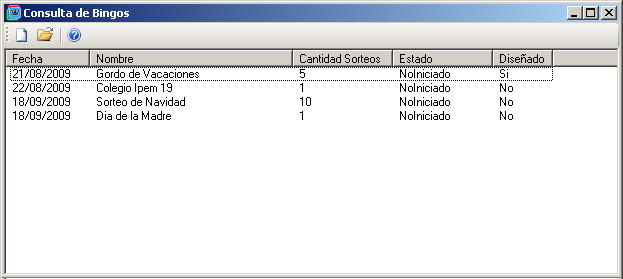 Consulta de Bingos
Fecha Nombre Cantidad Sorteos Estado Diseñado
21/08/2009 Gordo de Vacaciones 5 NoIniciado Si
22/08/2009 Colegio Ipem 19 1 NoIniciado No
18/09/2009 Sorteo de Navidad 10 NoIniciado No
18/09/2009 Dia de la Madre 1 NoIniciado No